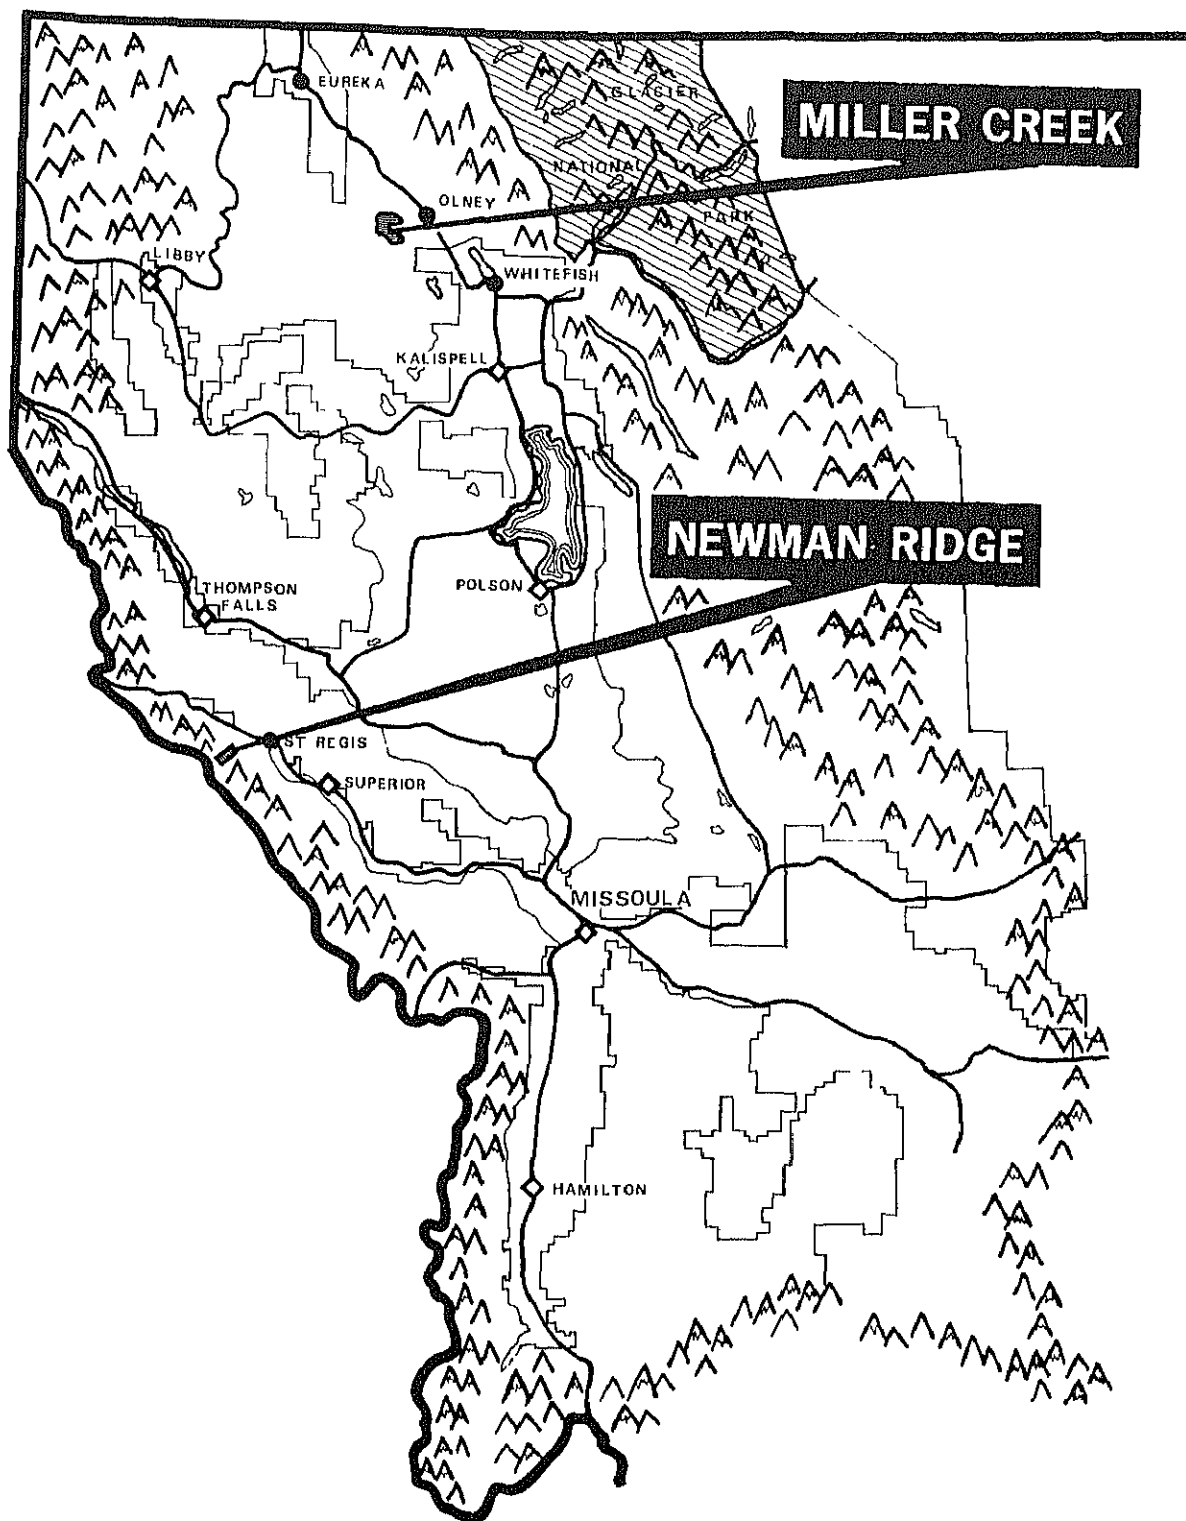 EUREKA
GLACIER
MILLER CREEK
NATIONAL
OLNEY
PARK
LIBBY
WHITEFISH
KALISPELL
NEWMAN RIDGE
THOMPSON
FALLS
POLSON
ST REGIS
SUPERIOR
MISSOULA
HAMILTON